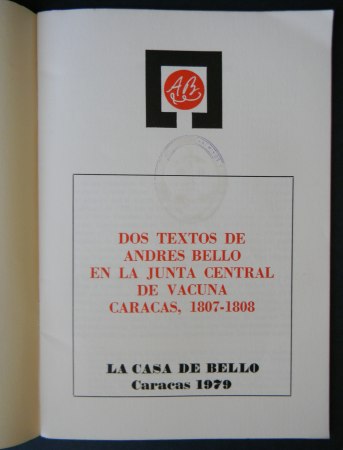 AB
DOS TEXTOS DE
ANDRES BELLO
EN LA JUNTA CENTRAL
DE VACUNA
CARACAS, 1807-1808
LA CASA DE BELLO
Caracas 1979